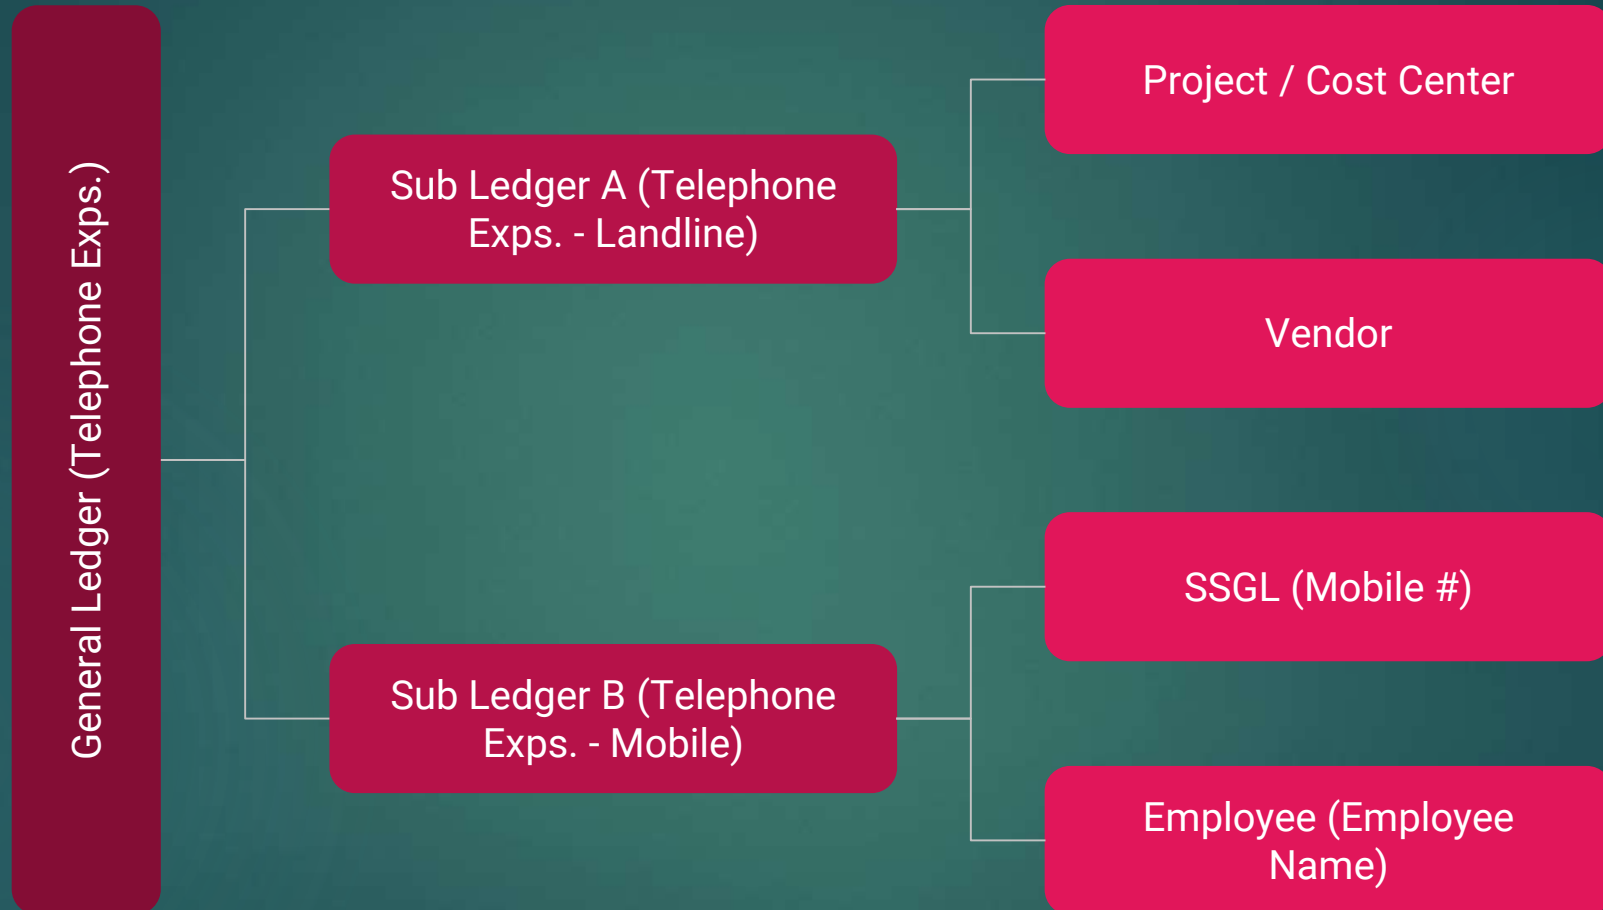 General Ledger (Telephone Exps.)
Sub Ledger A (Telephone
Exps. - Landline)
Project / Cost Center
Vendor
Sub Ledger B (Telephone
Exps. - Mobile)
SSGL (Mobile #)
Employee (Employee
Name)